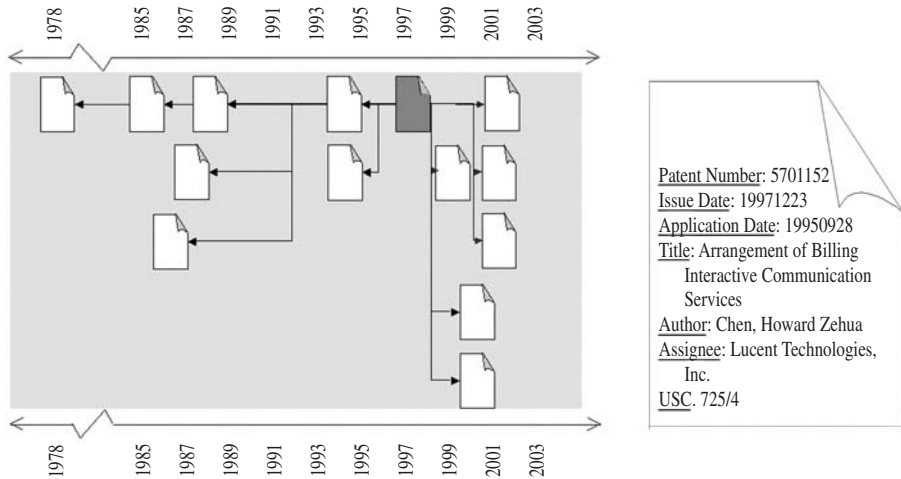 1978
1985
1987
1989
1991
1993
1995
1997
1999
2001
2003
Patent Number: 5701152
Issue Date: 19971223
Application Date: 19950928
Title: Arrangement of Billing
Interactive Communication
Services
Author: Chen, Howard Zehua
Assignee: Lucent Technologies,
Inc.
USC. 725/4
1978
1985
1987
1989
1991
1993
1995
1997
1999
2001
2003